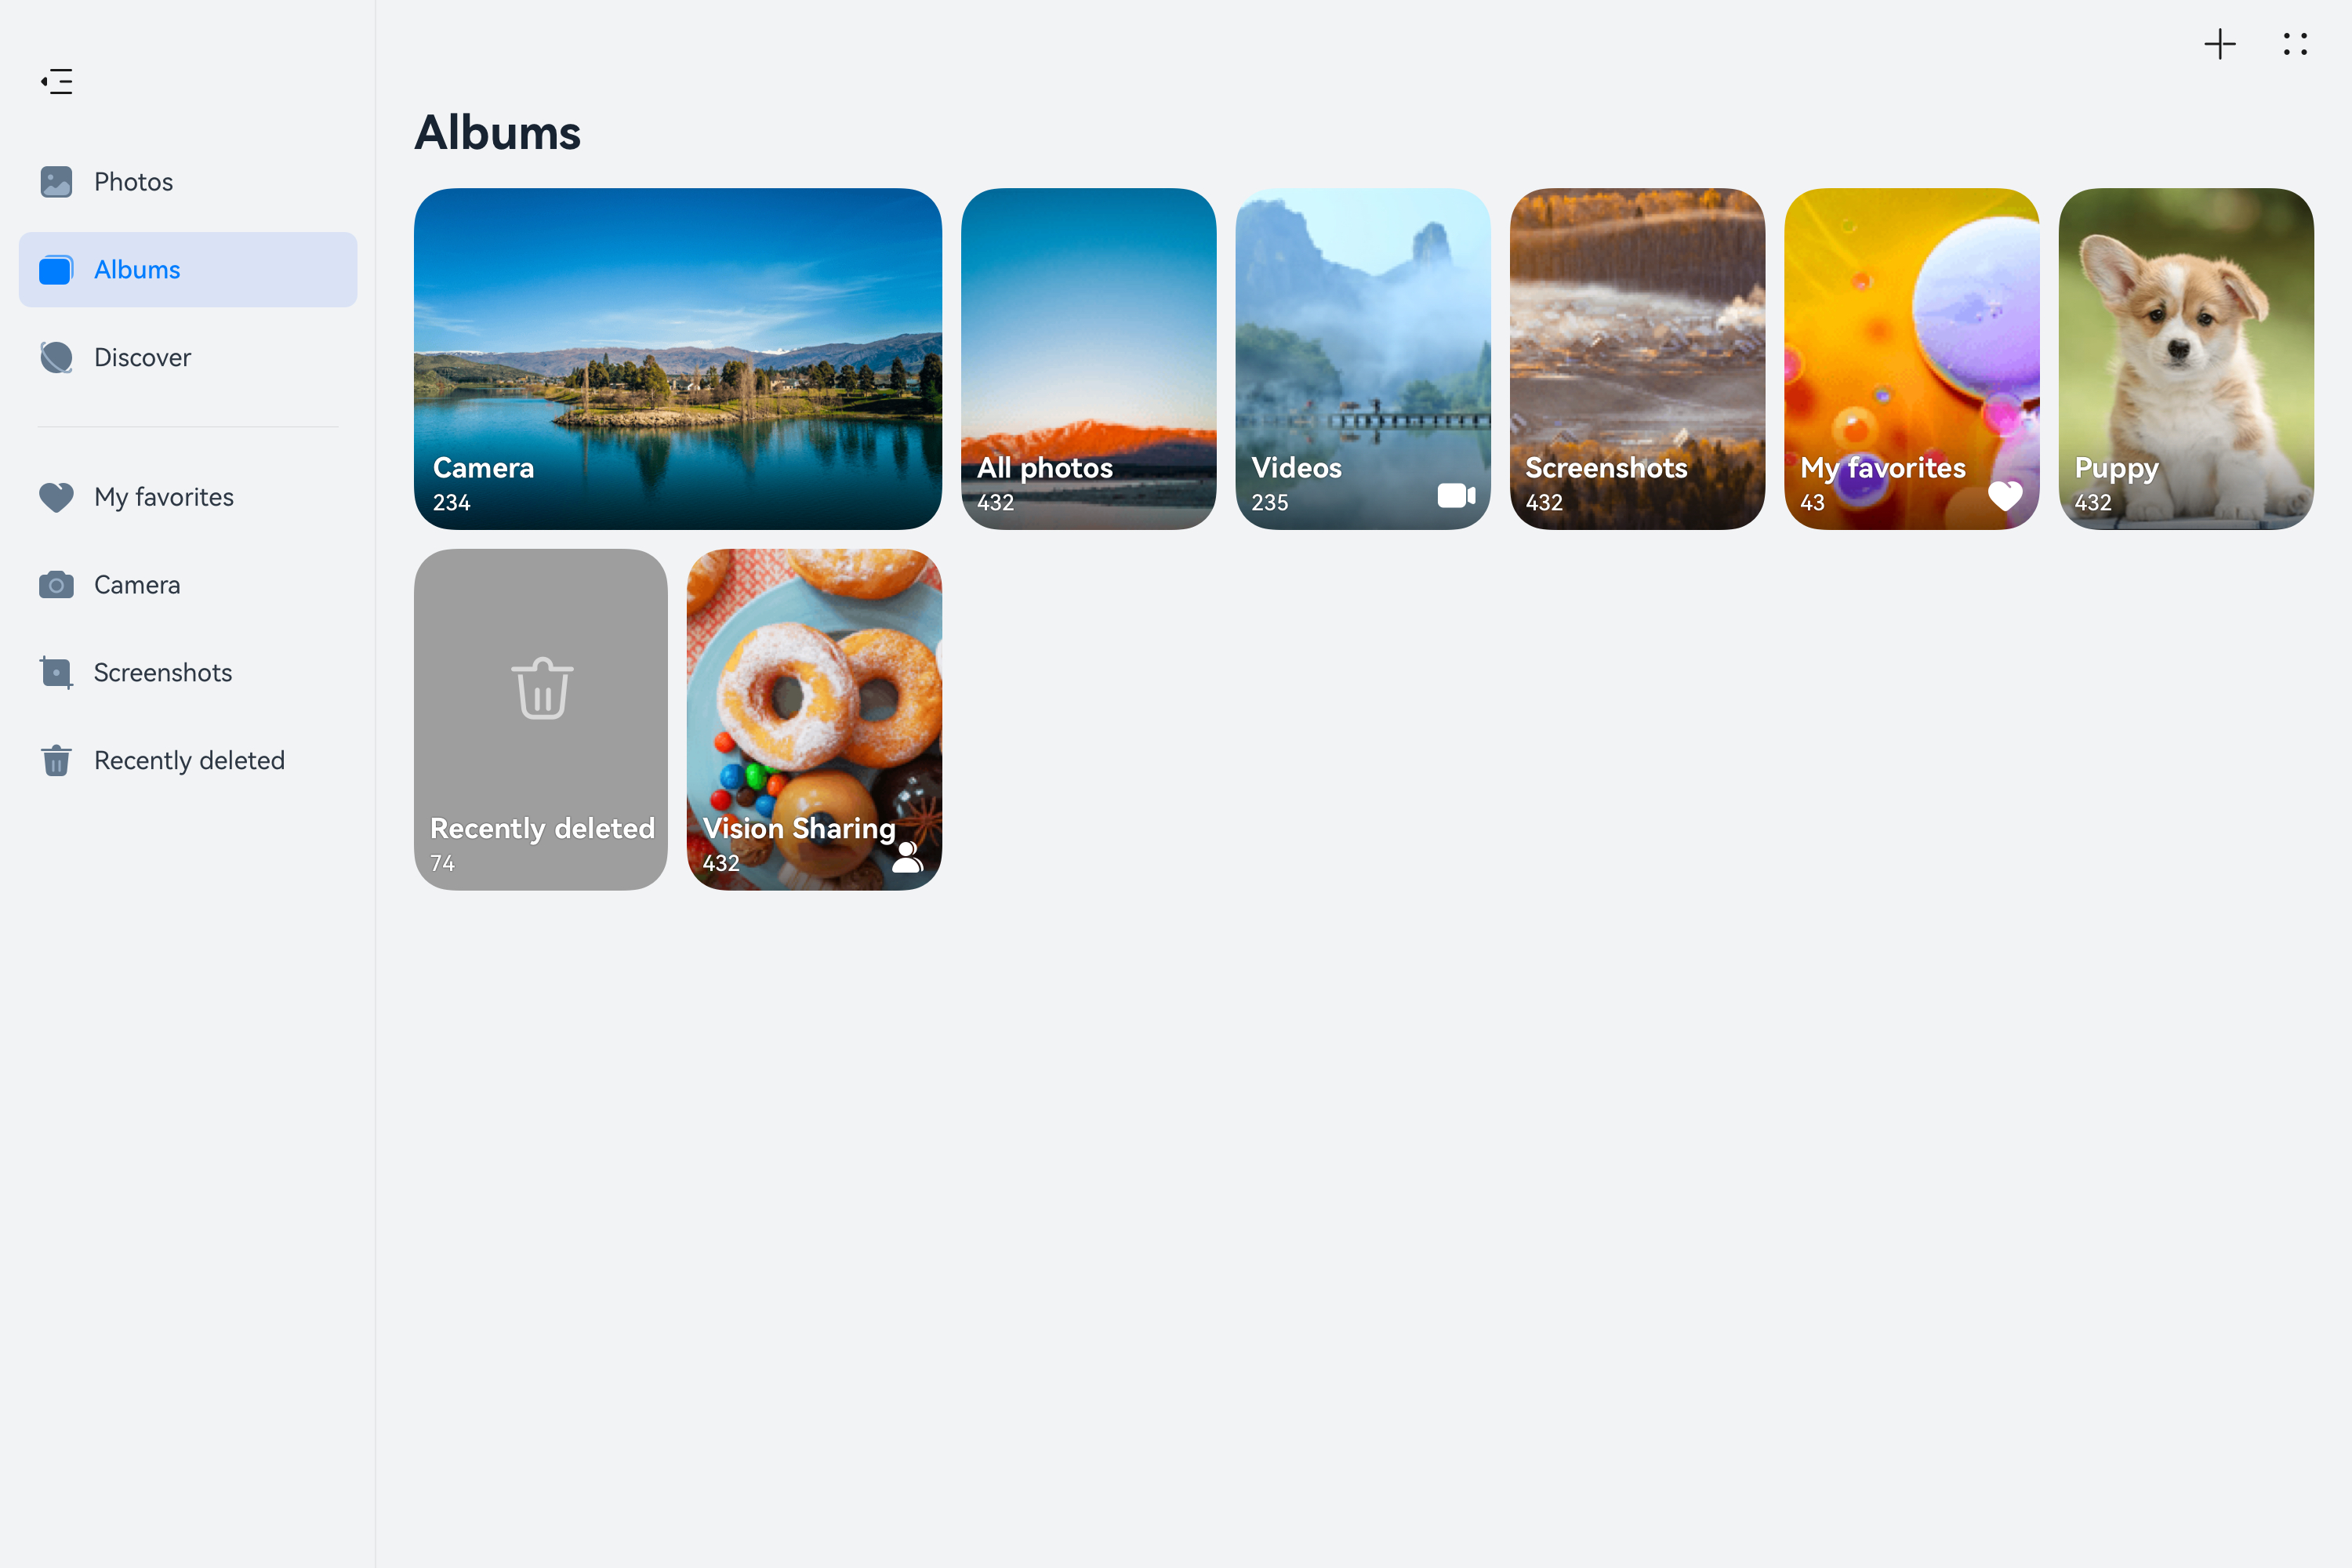 Photos
Albums
Discover
My favorites
Camera
Screenshots
Recently deleted
Albums
Camera
234
All photos
432
Videos
235
Screenshots
432
My favorites
43
Puppy
432
Recently deleted
74
Vision Sharing
432